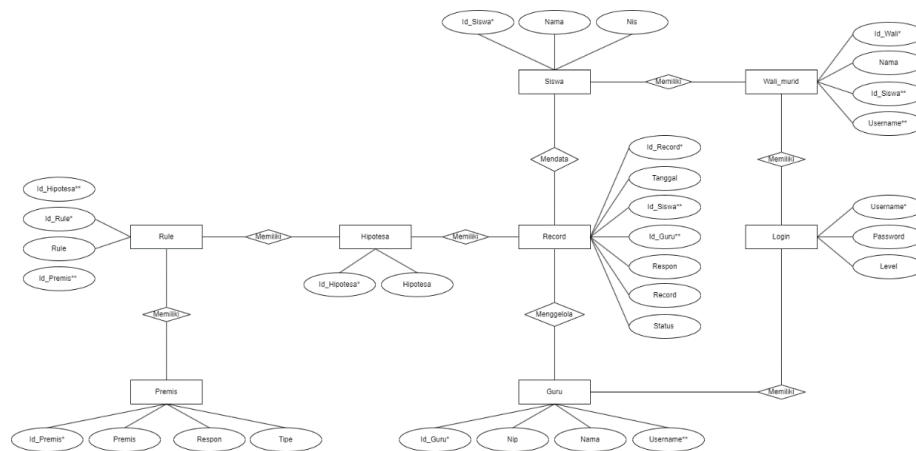 Id_Siswa*
Nama
Nis
Id_Wali*
Nama
Id_Siswa**
Username**
Siswa
Memiliki
Wali_murid
Mendata
Memiliki
Id_Record*
Tanggal
Id_Siswa**
Id_Guru**
Respon
Record
Status
Id_Hipotesa**
Id_Rule*
Rule
Id_Premis**
Rule
Memiliki
Hipotesa
Memiliki
Record
Login
Username*
Password
Level
Id_Hipotesa*
Hipotesa
Memiliki
Menggelola
Premis
Guru
Memiliki
Id_Premis*
Premis
Respon
Tipe
Id_Guru*
Nip
Nama
Username**